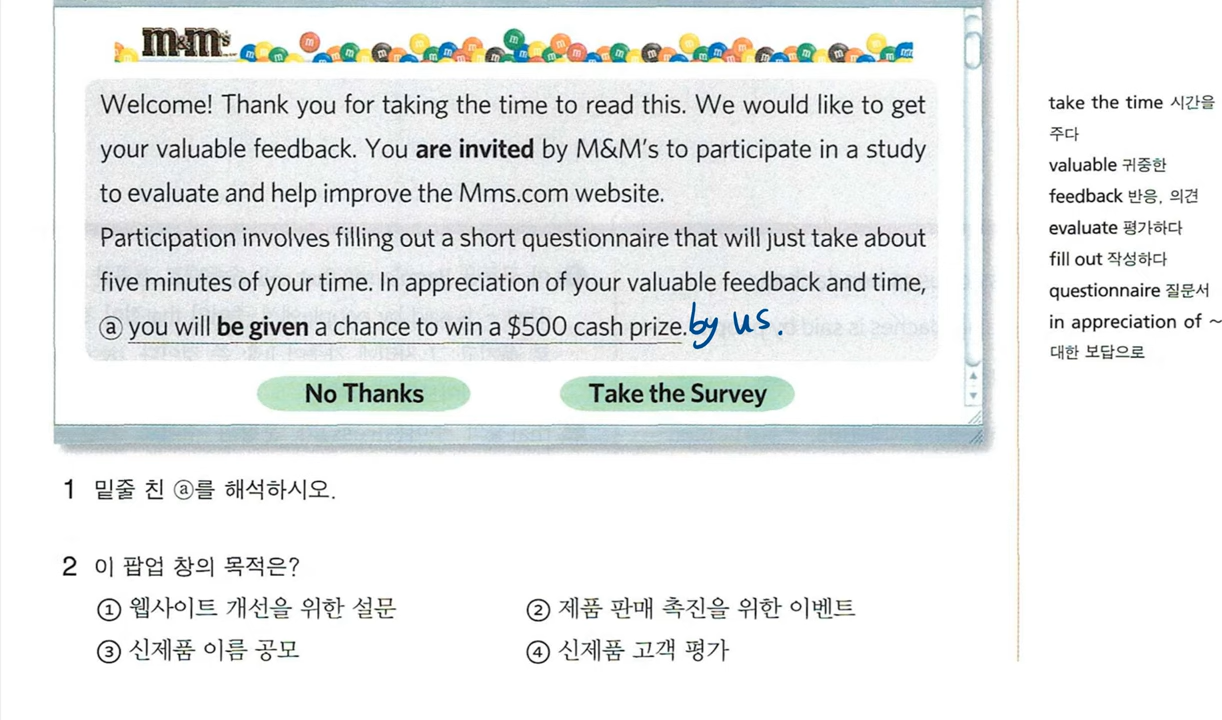 m&m's
Welcome! Thank you for taking the time to read this. We would like to get
your valuable feedback. You are invited by M&M's to participate in a study
to evaluate and help improve the Mms.com website.
Participation involves filling out a short questionnaire that will just take about
five minutes of your time. In appreciation of your valuable feedback and time,
ⓐ you will be given a chance to win a $500 cash prize. by us.
No Thanks
Take the Survey
take the time 시간을
주다
valuable 귀중한
feedback 반응, 의견
evaluate 평가하다
fill out 작성하다
questionnaire 질문서
in appreciation of ~
대한 보답으로
1 밑줄 친 ⓐ를 해석하시오.
2 이 팝업 창의 목적은?
① 웹사이트 개선을 위한 설문
② 제품 판매 촉진을 위한 이벤트
③ 신제품 이름 공모
④ 신제품 고객 평가